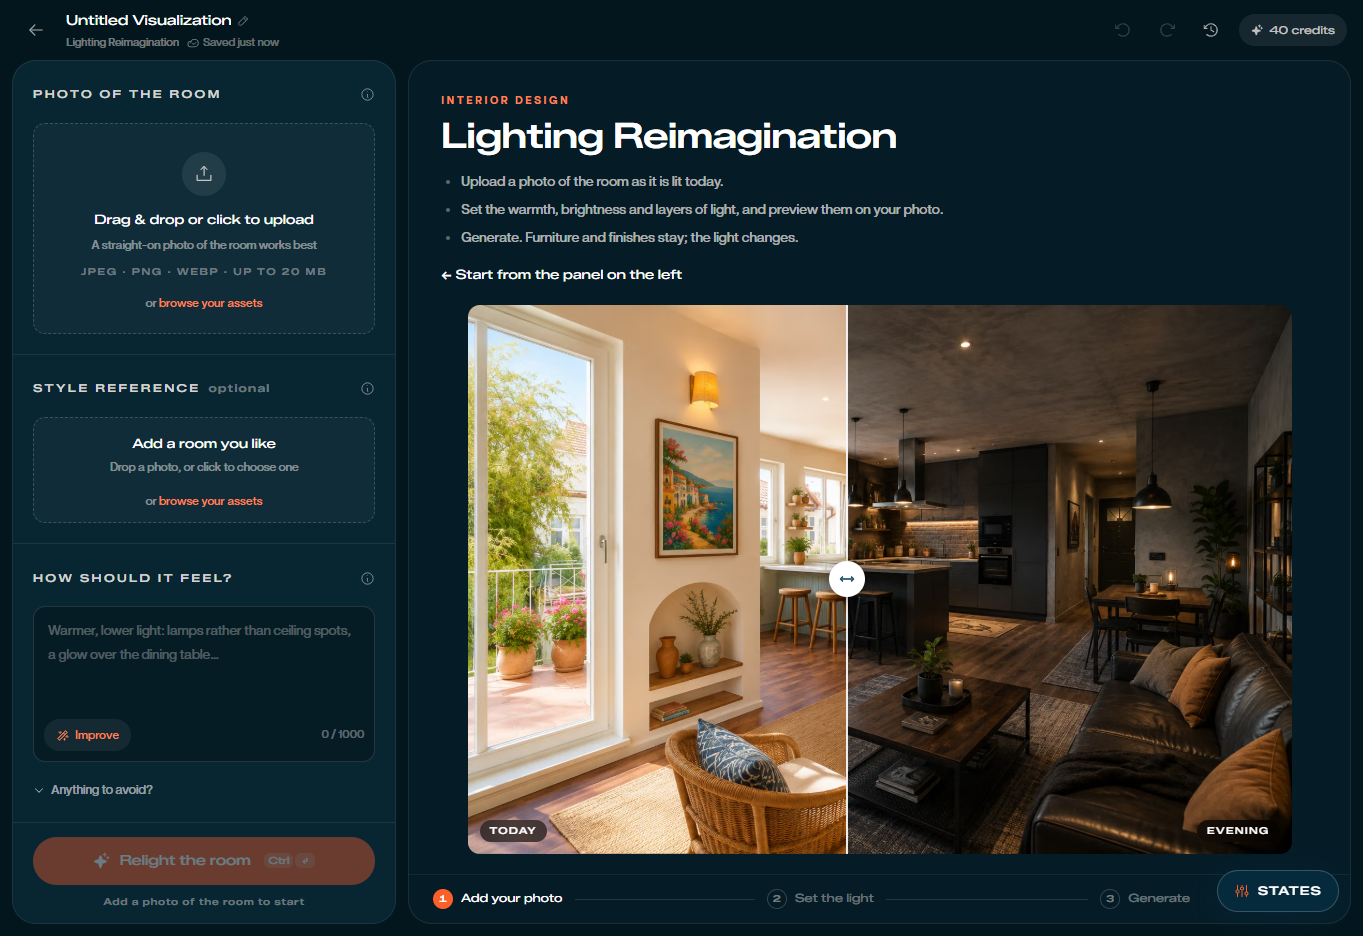 Untitled Visualization
Lighting Reimagination Saved just now
40 credits
PHOTO OF THE ROOM
Drag & drop or click to upload
A straight-on photo of the room works best
JPEG · PNG · WEBP · UP TO 20 MB
or browse your assets
STYLE REFERENCE optional
Add a room you like
Drop a photo, or click to choose one
or browse your assets
HOW SHOULD IT FEEL?
Warmer, lower light: lamps rather than ceiling spots,
a glow over the dining table...
Improve
0 / 1000
Anything to avoid?
Relight the room Ctrl ↵
Add a photo of the room to start
INTERIOR DESIGN
Lighting Reimagination
• Upload a photo of the room as it is lit today.
• Set the warmth, brightness and layers of light, and preview them on your photo.
• Generate. Furniture and finishes stay; the light changes.
← Start from the panel on the left
TODAY
EVENING
1 Add your photo
2 Set the light
3 Generate
STATES